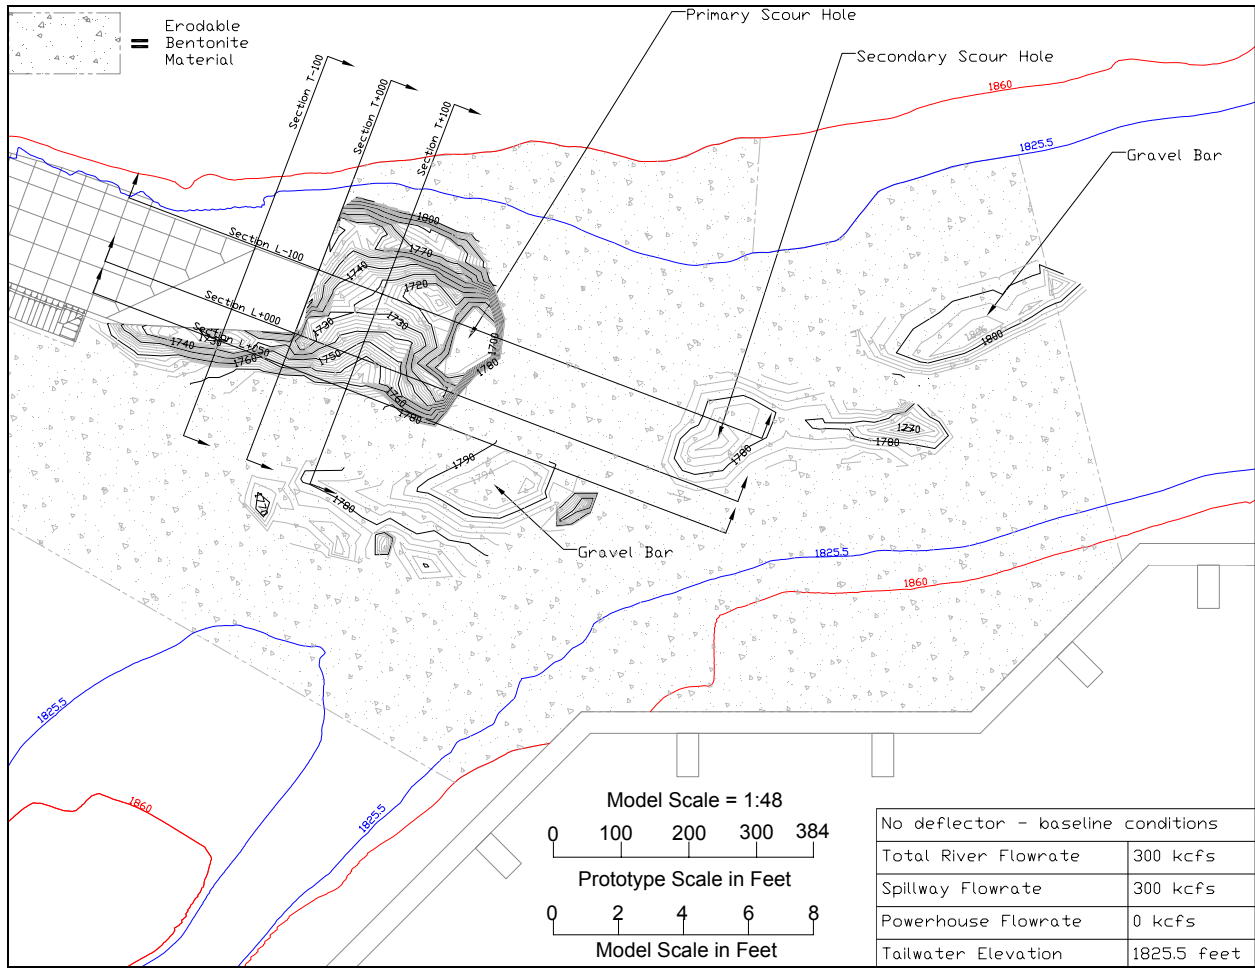 Erodable
=
Bentonite
Material
Primary Scour Hole
Secondary Scour Hole
Gravel Bar
Section T-100
Section T+000
Section T+100
1860
1825.5
Section L-100
Section L+000
Section L+050
1800
1770
1740
1720
1730
1730
1700
1780
1740
1730
1760
1750
1760
1780
1806
1800
1780
1770
1780
1790
1794
1780
Gravel Bar
1825.5
1860
1825.5
1860
1825.5
Model Scale = 1:48
0 100 200 300 384
Prototype Scale in Feet
0 2 4 6 8
Model Scale in Feet
No deflector - baseline conditions
Total River Flowrate 300 kcfs
Spillway Flowrate 300 kcfs
Powerhouse Flowrate 0 kcfs
Tailwater Elevation 1825.5 feet